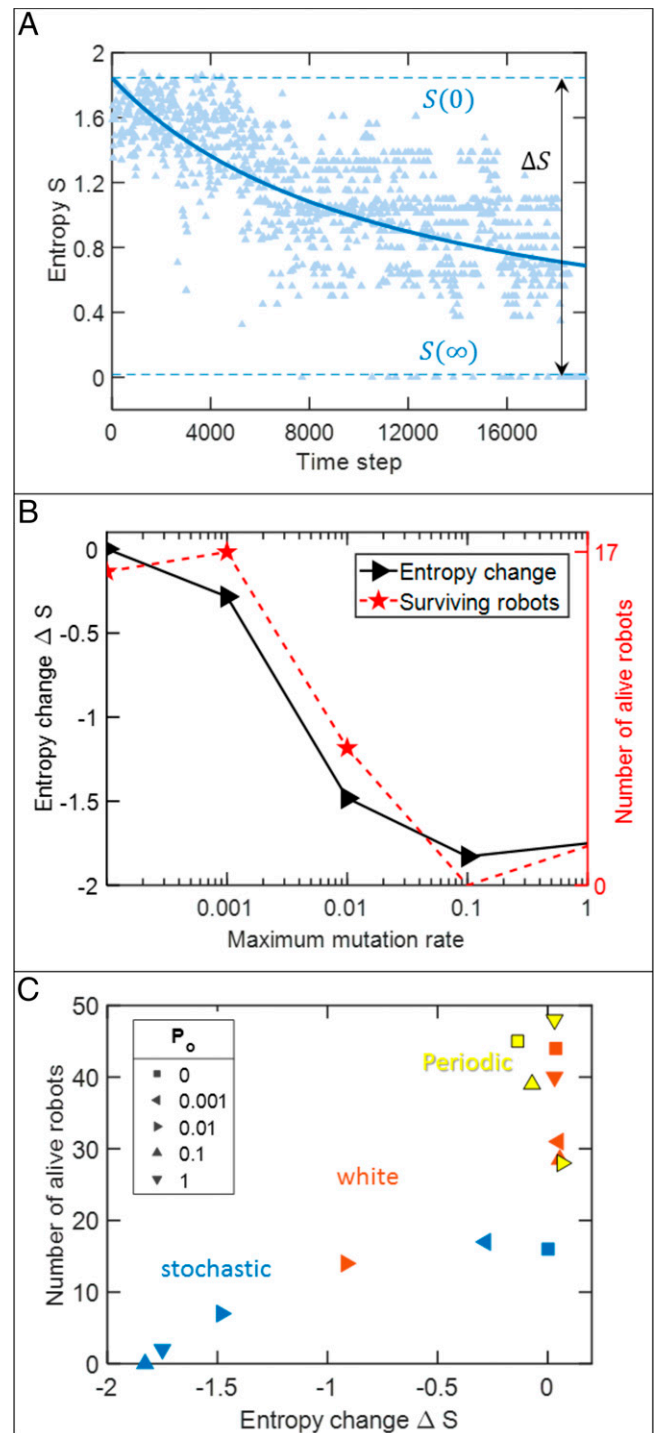 A
2
1.6
1.2
0.8
0.4
0
Entropy S
S(0)
ΔS
S(∞)
0 4000 8000 12000 16000
Time step
B
0
-0.5
-1
-1.5
-2
Entropy change Δ S
Entropy change
Surviving robots
17
0
Number of alive robots
0.001 0.01 0.1 1
Maximum mutation rate
C
50
40
30
20
10
0
Number of alive robots
P₀
0
0.001
0.01
0.1
1
Periodic
white
stochastic
-2 -1.5 -1 -0.5 0
Entropy change Δ S